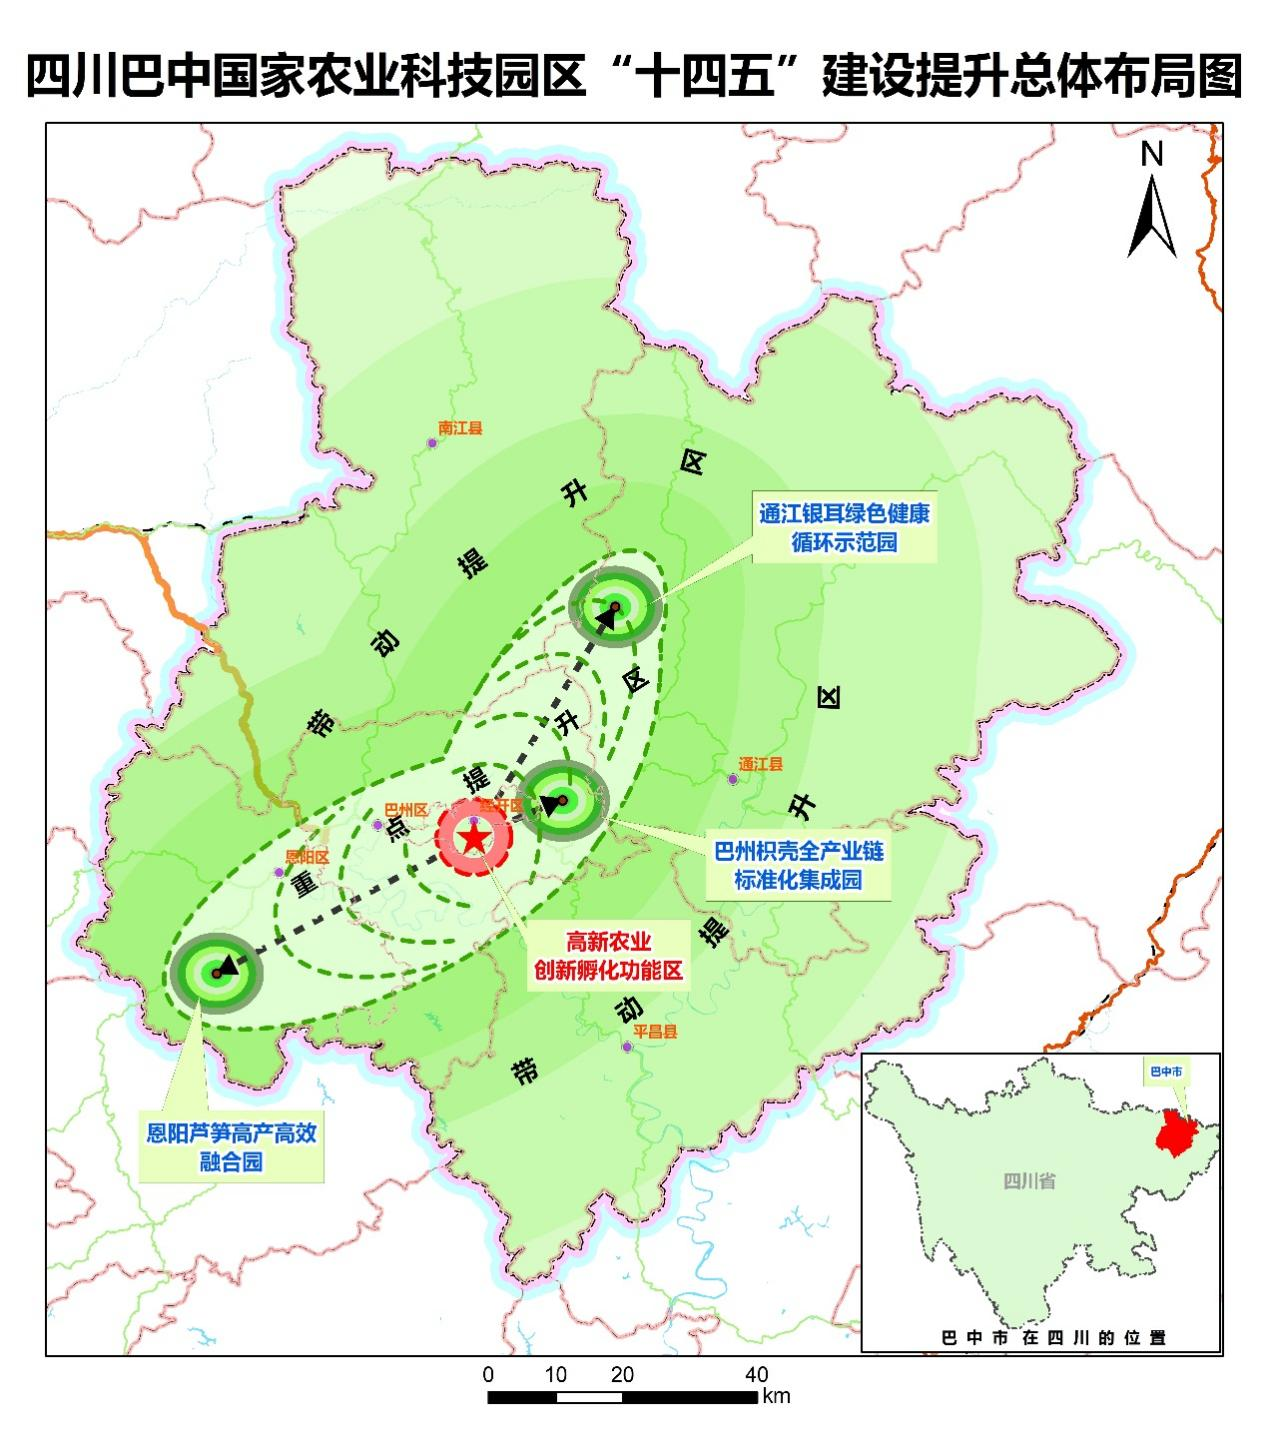 四川巴中国家农业科技园区“十四五”建设提升总体布局图
N
南江县
通江银耳绿色健康
循环示范园
带动提升区
重点提升区
带动提升区
通江县
巴州区
经开区
恩阳区
巴州枳壳全产业链
标准化集成园
高新农业
创新孵化功能区
平昌县
恩阳芦笋高产高效
融合园
巴中市
四川省
巴中市在四川的位置
0 10 20 40
km